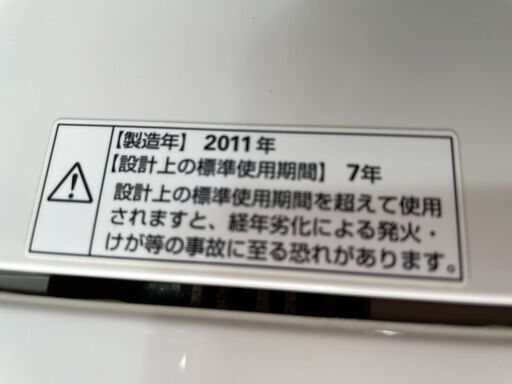 【製造年】 2011年
【設計上の標準使用期間】 7年
設計上の標準使用期間を超えて使用
されますと、経年劣化による発火・
けが等の事故に至る恐れがあります。